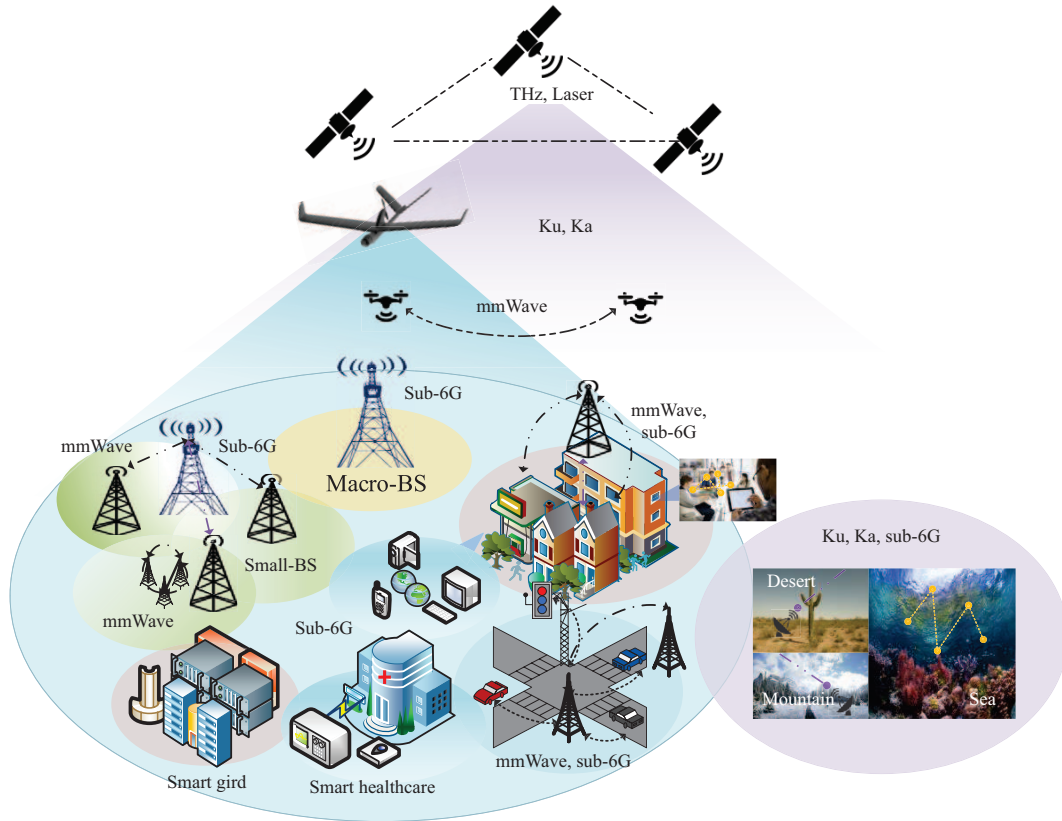 THz, Laser
Ku, Ka
mmWave
Sub-6G
mmWave,
sub-6G
mmWave
Sub-6G
Macro-BS
Ku, Ka, sub-6G
Small-BS
Desert
mmWave
Sub-6G
Mountain
Sea
mmWave, sub-6G
Smart gird
Smart healthcare